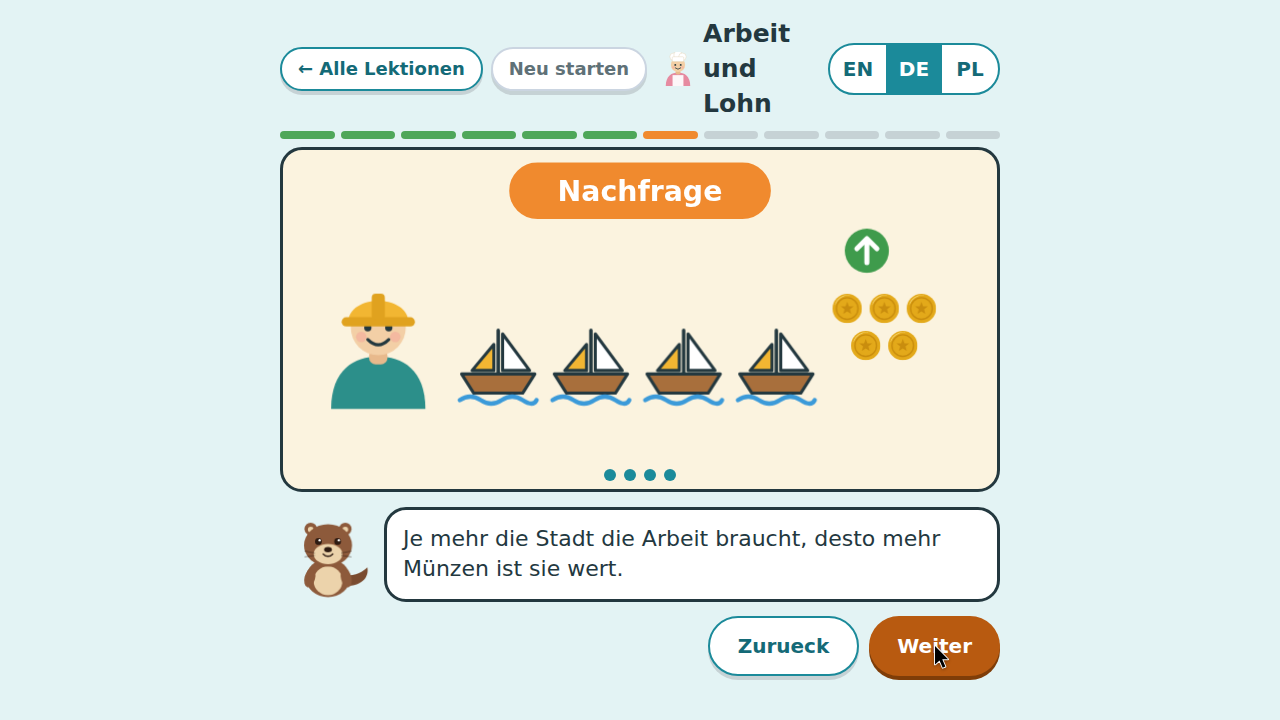 ← Alle Lektionen
Neu starten
Arbeit
und
Lohn
EN
DE
PL
Nachfrage
Je mehr die Stadt die Arbeit braucht, desto mehr
Münzen ist sie wert.
Zurueck
Weiter